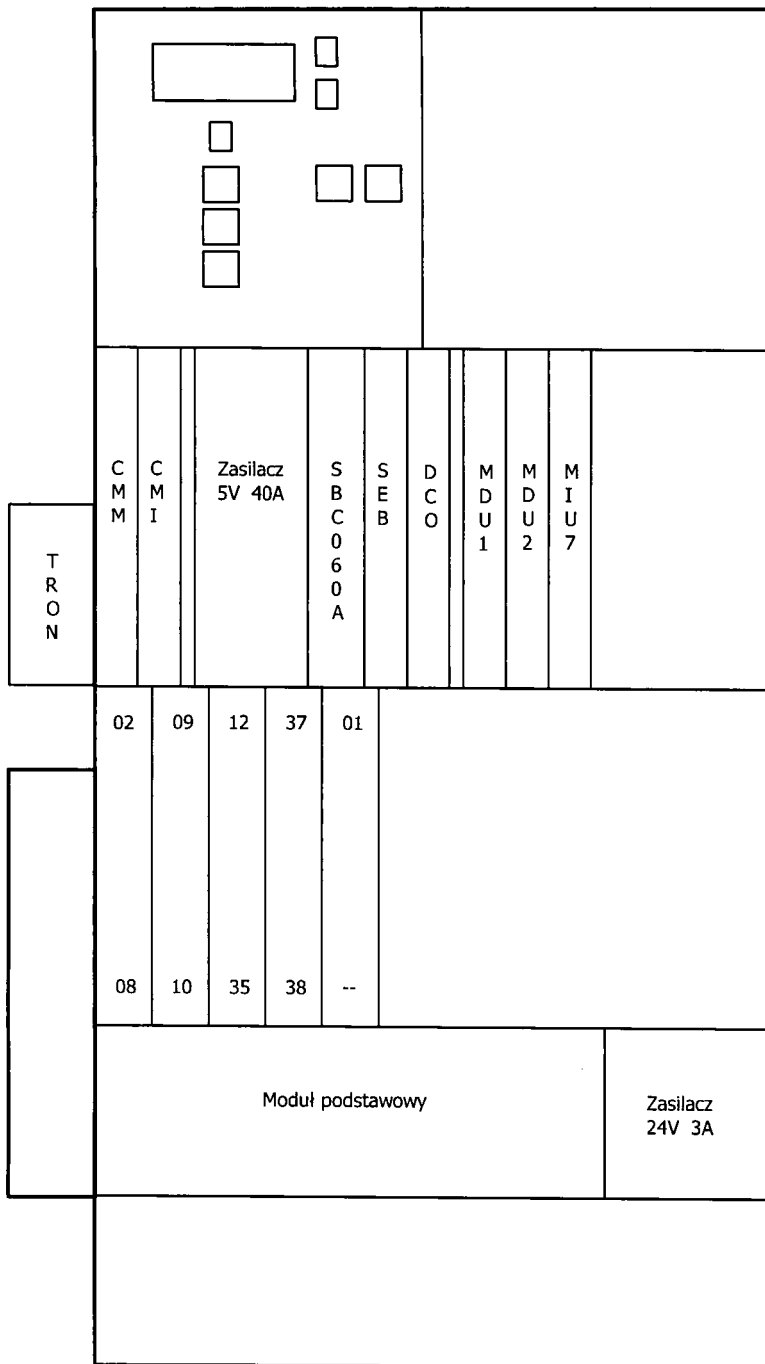 CMM
CMI
Zasilacz
5V 40A
SBC060A
SEB
DCO
MDU1
MDU2
MIU7
TRON
02 09 12 37 01
08 10 35 38 --
Moduł podstawowy
Zasilacz
24V 3A